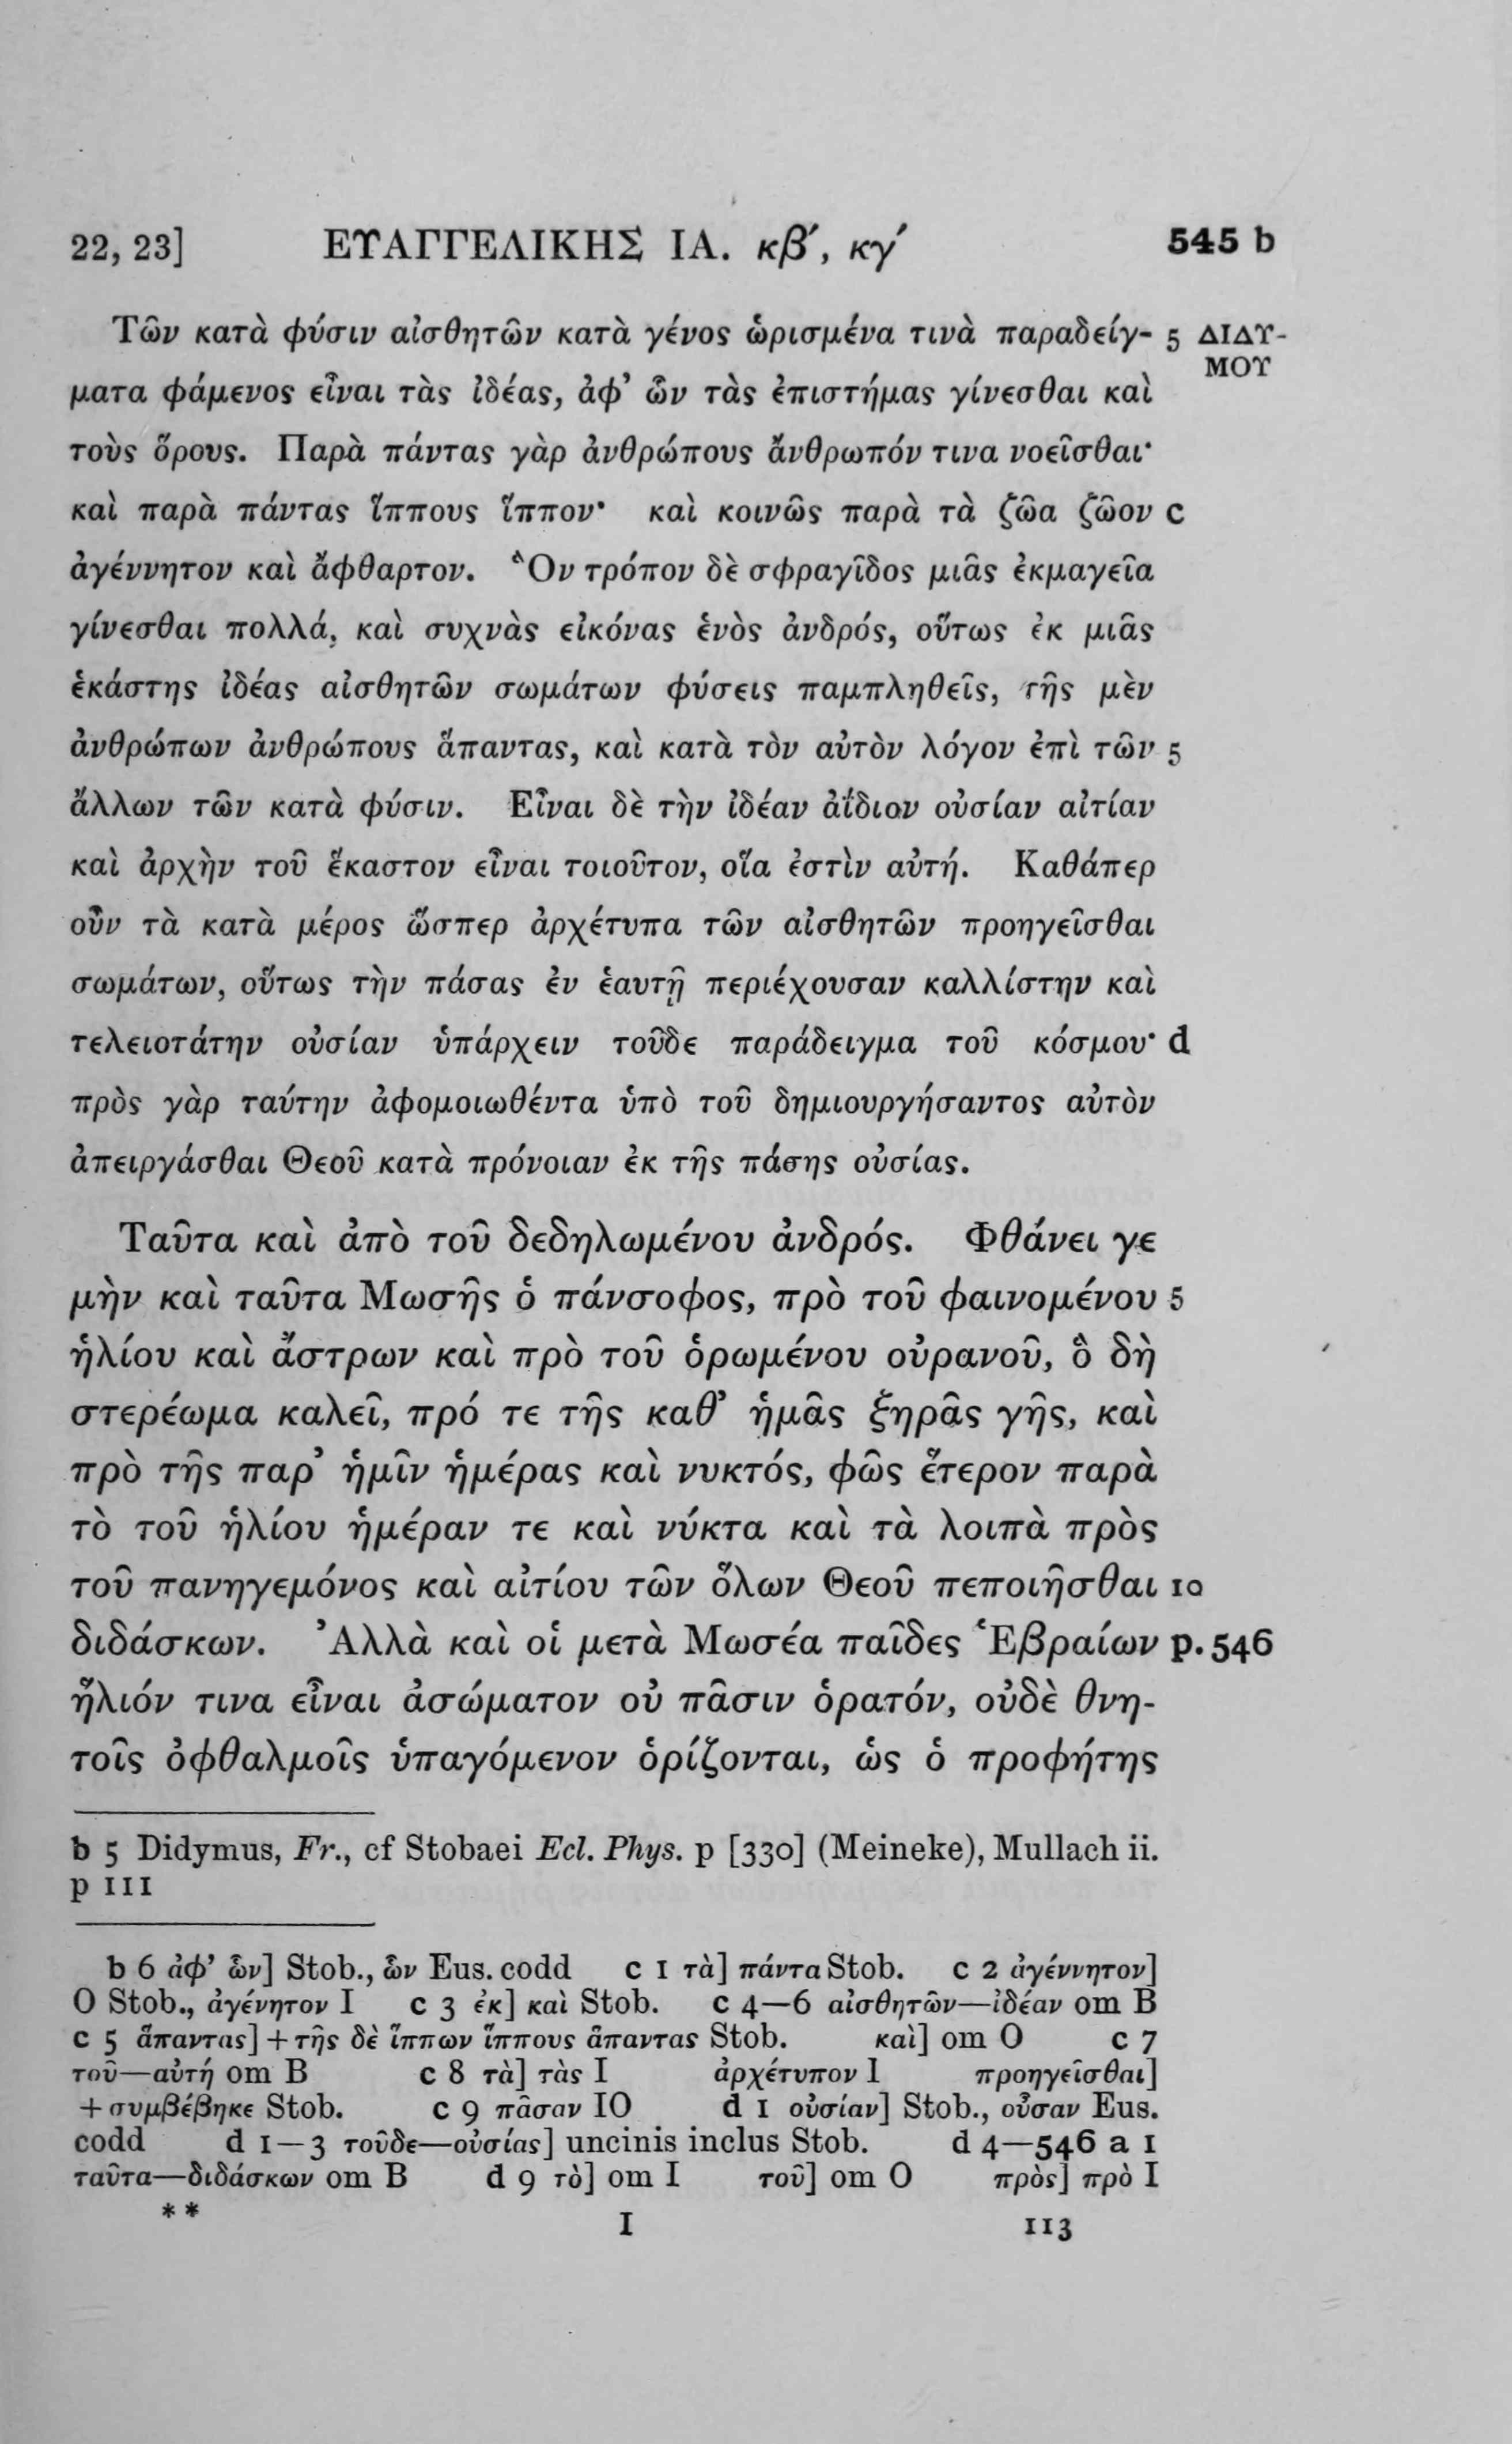 22, 23] ΕΥΑΓΓΕΛΙΚΗΣ ΙΑ. κβʹ, κγʹ 545 b
Τῶν κατὰ φύσιν αἰσθητῶν κατὰ γένος ὡρισμένα τινὰ παραδείγ- 5 ΔΙΔΥ-
ΜΟΥ
ματα φάμενος εἶναι τὰς ἰδέας, ἀφ’ ὧν τὰς ἐπιστήμας γίνεσθαι καὶ
τοὺς ὅρους. Παρὰ πάντας γὰρ ἀνθρώπους ἄνθρωπόν τινα νοεῖσθαι·
καὶ παρὰ πάντας ἵππους ἵππον· καὶ κοινῶς παρὰ τὰ ζῶα ζῶον c
ἀγέννητον καὶ ἄφθαρτον. Ὃν τρόπον δὲ σφραγῖδος μιᾶς ἐκμαγεῖα
γίνεσθαι πολλά, καὶ συχνὰς εἰκόνας ἑνὸς ἀνδρός, οὕτως ἐκ μιᾶς
ἑκάστης ἰδέας αἰσθητῶν σωμάτων φύσεις παμπληθεῖς, τῆς μὲν
ἀνθρώπων ἀνθρώπους ἅπαντας, καὶ κατὰ τὸν αὐτὸν λόγον ἐπὶ τῶν 5
ἄλλων τῶν κατὰ φύσιν. Εἶναι δὲ τὴν ἰδέαν ἀΐδιον οὐσίαν αἰτίαν
καὶ ἀρχὴν τοῦ ἕκαστον εἶναι τοιοῦτον, οἵα ἐστὶν αὐτή. Καθάπερ
οὖν τὰ κατὰ μέρος ὥσπερ ἀρχέτυπα τῶν αἰσθητῶν προηγεῖσθαι
σωμάτων, οὕτως τὴν πάσας ἐν ἑαυτῇ περιέχουσαν καλλίστην καὶ
τελειοτάτην οὐσίαν ὑπάρχειν τοῦδε παράδειγμα τοῦ κόσμου· d
πρὸς γὰρ ταύτην ἀφομοιωθέντα ὑπὸ τοῦ δημιουργήσαντος αὐτὸν
ἀπειργάσθαι Θεοῦ κατὰ πρόνοιαν ἐκ τῆς πάσης οὐσίας.
Ταῦτα καὶ ἀπὸ τοῦ δεδηλωμένου ἀνδρός. Φθάνει γε
μὴν καὶ ταῦτα Μωσῆς ὁ πάνσοφος, πρὸ τοῦ φαινομένου 5
ἡλίου καὶ ἄστρων καὶ πρὸ τοῦ ὁρωμένου οὐρανοῦ, ὃ δὴ
στερέωμα καλεῖ, πρό τε τῆς καθ’ ἡμᾶς ξηρᾶς γῆς, καὶ
πρὸ τῆς παρ’ ἡμῖν ἡμέρας καὶ νυκτός, φῶς ἕτερον παρὰ
τὸ τοῦ ἡλίου ἡμέραν τε καὶ νύκτα καὶ τὰ λοιπὰ πρὸς
τοῦ πανηγεμόνος καὶ αἰτίου τῶν ὅλων Θεοῦ πεποιῆσθαι 10
διδάσκων. Ἀλλὰ καὶ οἱ μετὰ Μωσέα παῖδες Ἑβραίων p. 546
ἥλιόν τινα εἶναι ἀσώματον οὐ πᾶσιν ὁρατόν, οὐδὲ θνη-
τοῖς ὀφθαλμοῖς ὑπαγόμενον ὁρίζονται, ὡς ὁ προφήτης
b 5 Didymus, Fr., cf Stobaei Ecl. Phys. p [330] (Meineke), Mullach ii.
p 111
b 6 ἀφ’ ὧν] Stob., ὧν Eus. codd c 1 τὰ] πάντα Stob. c 2 ἀγέννητον]
O Stob., ἀγένητον I c 3 ἐκ] καὶ Stob. c 4—6 αἰσθητῶν—ἰδέαν om B
c 5 ἅπαντας] + τῆς δὲ ἵππων ἵππους ἅπαντας Stob. καὶ] om O c 7
τοῦ—αὐτή om B c 8 τὰ] τὰς I ἀρχέτυπον I προηγεῖσθαι]
+ συμβέβηκε Stob. c 9 πᾶσαν IO d 1 οὐσίαν] Stob., οὖσαν Eus.
codd d 1—3 τοῦδε—οὐσίας] uncinis inclus Stob. d 4—546 a 1
ταῦτα—διδάσκων om B d 9 τὸ] om I τοῦ] om O πρὸς] πρὸ I
** I 113